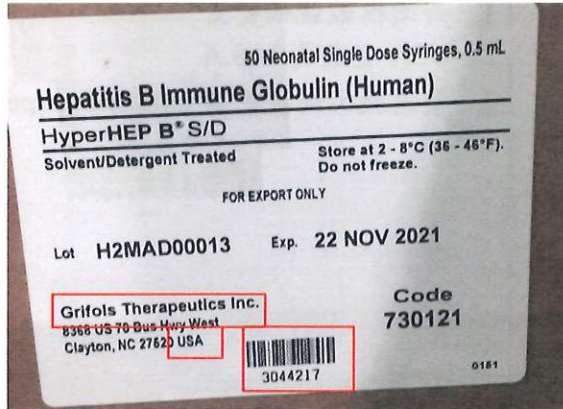 50 Neonatal Single Dose Syringes, 0.5 mL
Hepatitis B Immune Globulin (Human)
HyperHEP B® S/D
Solvent/Detergent Treated
Store at 2 - 8°C (36 - 46°F).
Do not freeze.
FOR EXPORT ONLY
Lot H2MAD00013 Exp. 22 NOV 2021
Grifols Therapeutics Inc.
8368 US 70 Bus Hwy West
Clayton, NC 27520 USA
Code
730121
3044217
0181